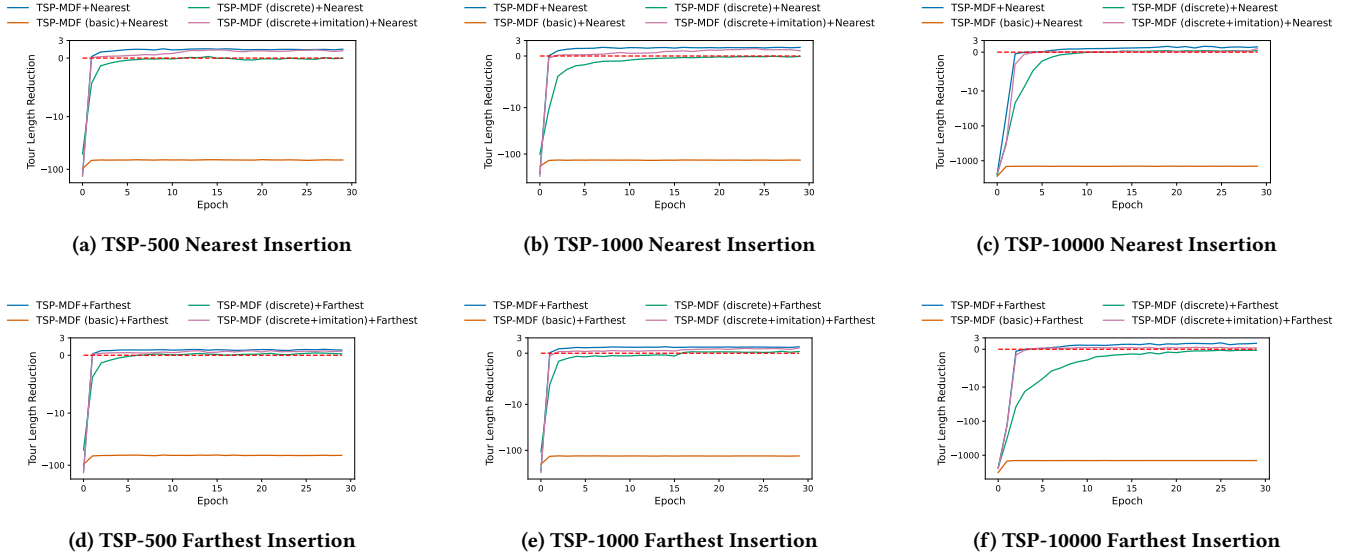 TSP-MDF+Nearest
TSP-MDF (discrete)+Nearest
TSP-MDF (basic)+Nearest
TSP-MDF (discrete+imitation)+Nearest
3
0
−10
−100
Tour Length Reduction
0 5 10 15 20 25 30
Epoch
(a) TSP-500 Nearest Insertion
TSP-MDF+Nearest
TSP-MDF (discrete)+Nearest
TSP-MDF (basic)+Nearest
TSP-MDF (discrete+imitation)+Nearest
3
0
−10
−100
Tour Length Reduction
0 5 10 15 20 25 30
Epoch
(b) TSP-1000 Nearest Insertion
TSP-MDF+Nearest
TSP-MDF (discrete)+Nearest
TSP-MDF (basic)+Nearest
TSP-MDF (discrete+imitation)+Nearest
3
0
−10
−100
−1000
Tour Length Reduction
0 5 10 15 20 25 30
Epoch
(c) TSP-10000 Nearest Insertion
TSP-MDF+Farthest
TSP-MDF (discrete)+Farthest
TSP-MDF (basic)+Farthest
TSP-MDF (discrete+imitation)+Farthest
3
0
−10
−100
Tour Length Reduction
0 5 10 15 20 25 30
Epoch
(d) TSP-500 Farthest Insertion
TSP-MDF+Farthest
TSP-MDF (discrete)+Farthest
TSP-MDF (basic)+Farthest
TSP-MDF (discrete+imitation)+Farthest
3
0
−10
−100
Tour Length Reduction
0 5 10 15 20 25 30
Epoch
(e) TSP-1000 Farthest Insertion
TSP-MDF+Farthest
TSP-MDF (discrete)+Farthest
TSP-MDF (basic)+Farthest
TSP-MDF (discrete+imitation)+Farthest
3
0
−10
−100
−1000
Tour Length Reduction
0 5 10 15 20 25 30
Epoch
(f) TSP-10000 Farthest Insertion